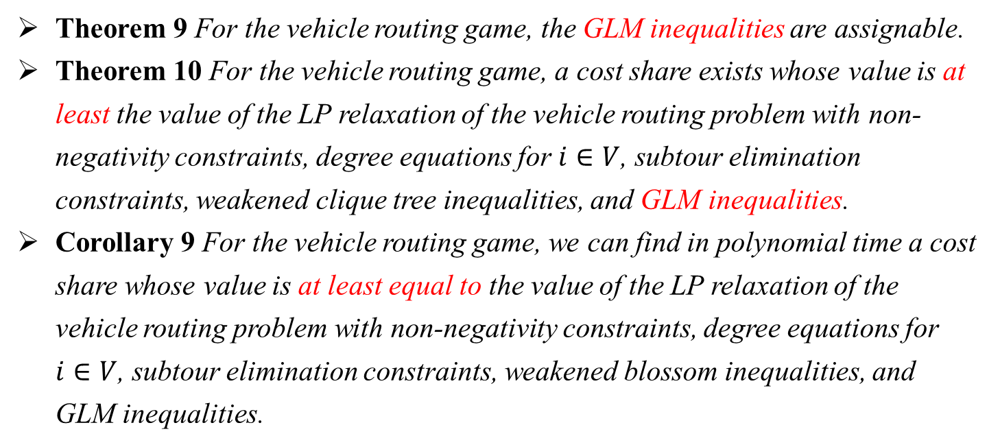 ➢ Theorem 9 For the vehicle routing game, the GLM inequalities are assignable.
➢ Theorem 10 For the vehicle routing game, a cost share exists whose value is at
least the value of the LP relaxation of the vehicle routing problem with non-
negativity constraints, degree equations for i ∈ V, subtour elimination
constraints, weakened clique tree inequalities, and GLM inequalities.
➢ Corollary 9 For the vehicle routing game, we can find in polynomial time a cost
share whose value is at least equal to the value of the LP relaxation of the
vehicle routing problem with non-negativity constraints, degree equations for
i ∈ V, subtour elimination constraints, weakened blossom inequalities, and
GLM inequalities.